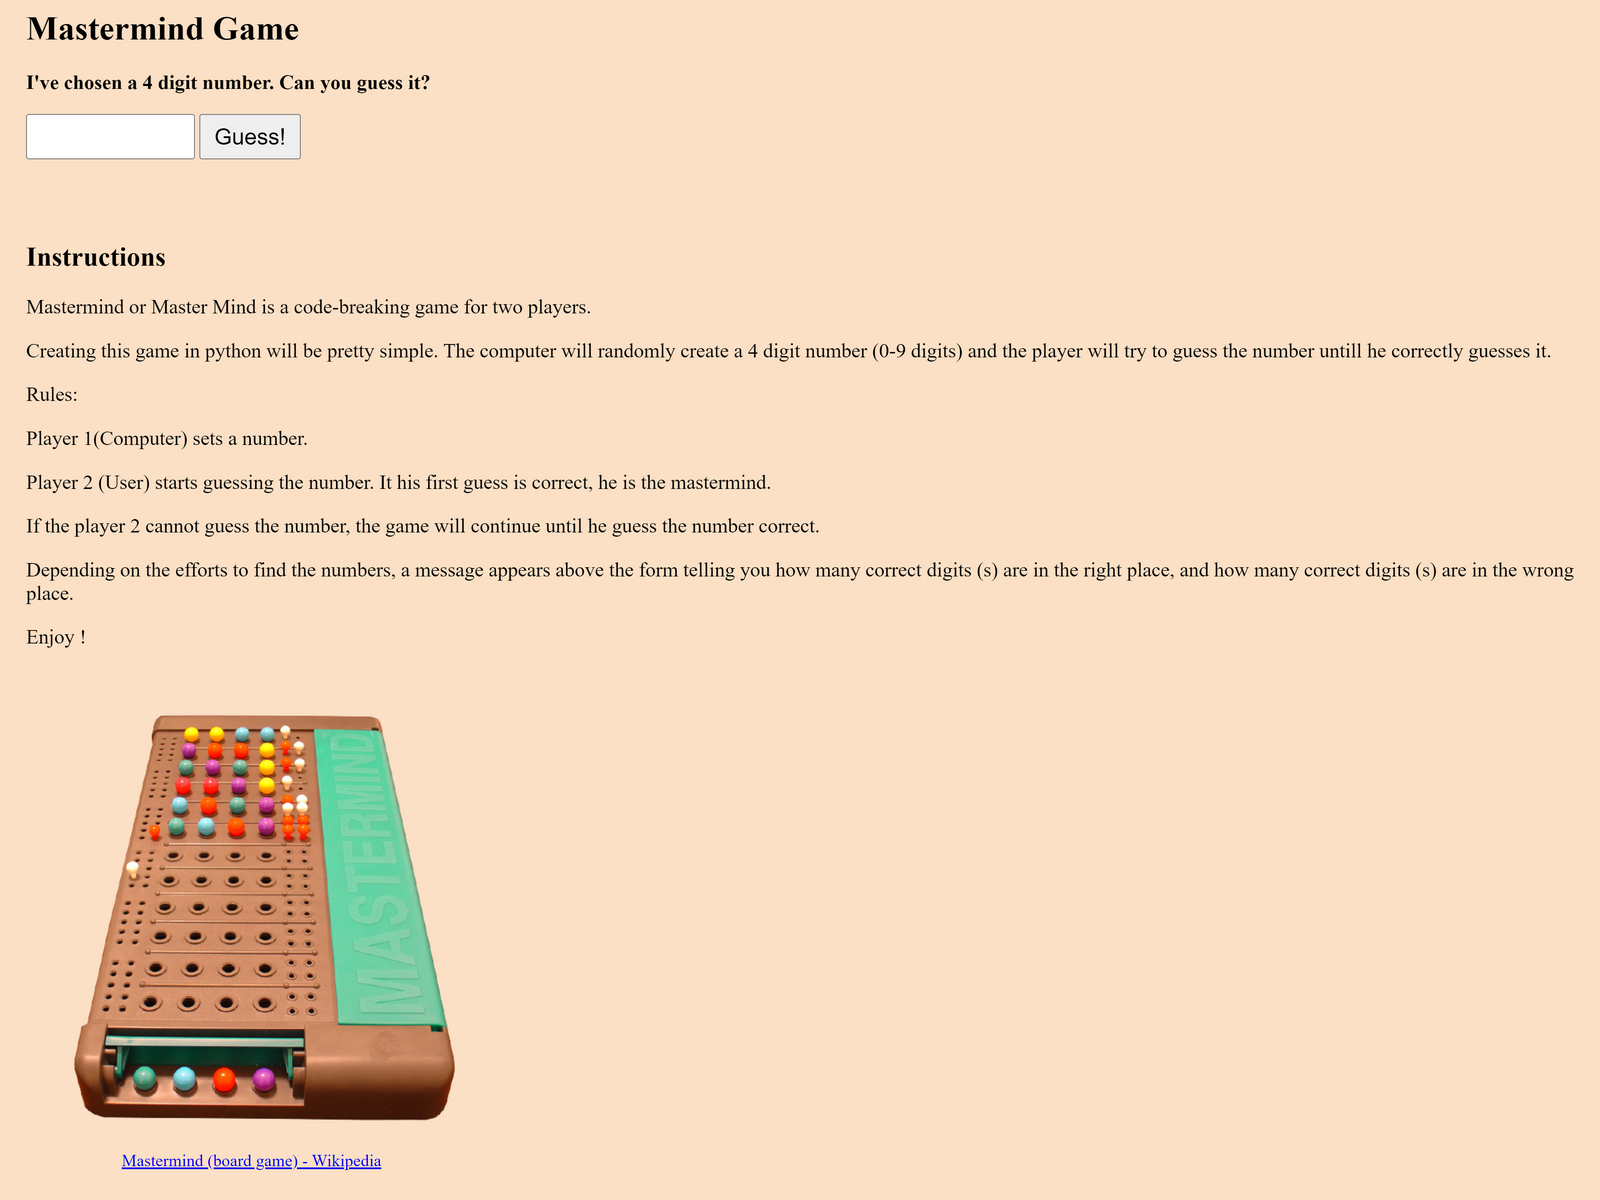 Mastermind Game
I've chosen a 4 digit number. Can you guess it?
Guess!
Instructions
Mastermind or Master Mind is a code-breaking game for two players.
Creating this game in python will be pretty simple. The computer will randomly create a 4 digit number (0-9 digits) and the player will try to guess the number untill he correctly guesses it.
Rules:
Player 1(Computer) sets a number.
Player 2 (User) starts guessing the number. It his first guess is correct, he is the mastermind.
If the player 2 cannot guess the number, the game will continue until he guess the number correct.
Depending on the efforts to find the numbers, a message appears above the form telling you how many correct digits (s) are in the right place, and how many correct digits (s) are in the wrong
place.
Enjoy !
MASTERMIND
Mastermind (board game) - Wikipedia